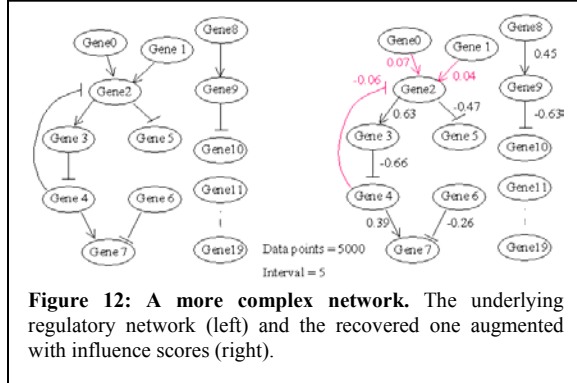 Gene0
Gene 1
Gene8
Gene2
Gene9
Gene 3
Gene 5
Gene10
Gene 4
Gene 6
Gene11
Gene 7
Gene19
Gene0
Gene 1
Gene8
0.07
0.04
0.45
-0.06
Gene2
Gene9
0.63
-0.47
-0.63
Gene 3
Gene 5
Gene10
-0.66
Gene 4
Gene 6
Gene11
0.39
-0.26
Gene 7
Gene19
Data points = 5000
Interval = 5
Figure 12: A more complex network. The underlying
regulatory network (left) and the recovered one augmented
with influence scores (right).